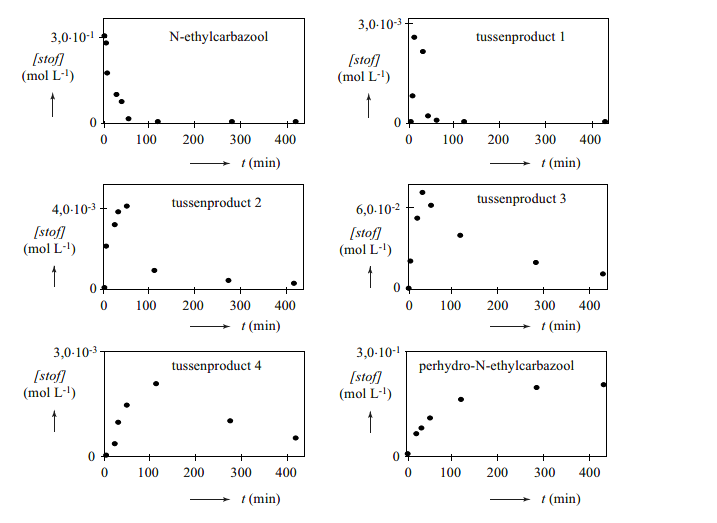 N-ethylcarbazool
3,0·10⁻¹
[stof]
(mol L⁻¹)
0
0 100 200 300 400
t (min)
tussenproduct 1
3,0·10⁻³
[stof]
(mol L⁻¹)
0
0 100 200 300 400
t (min)
tussenproduct 2
4,0·10⁻³
[stof]
(mol L⁻¹)
0
0 100 200 300 400
t (min)
tussenproduct 3
6,0·10⁻²
[stof]
(mol L⁻¹)
0
0 100 200 300 400
t (min)
3,0·10⁻³
tussenproduct 4
[stof]
(mol L⁻¹)
0
0 100 200 300 400
t (min)
3,0·10⁻¹
perhydro-N-ethylcarbazool
[stof]
(mol L⁻¹)
0
0 100 200 300 400
t (min)